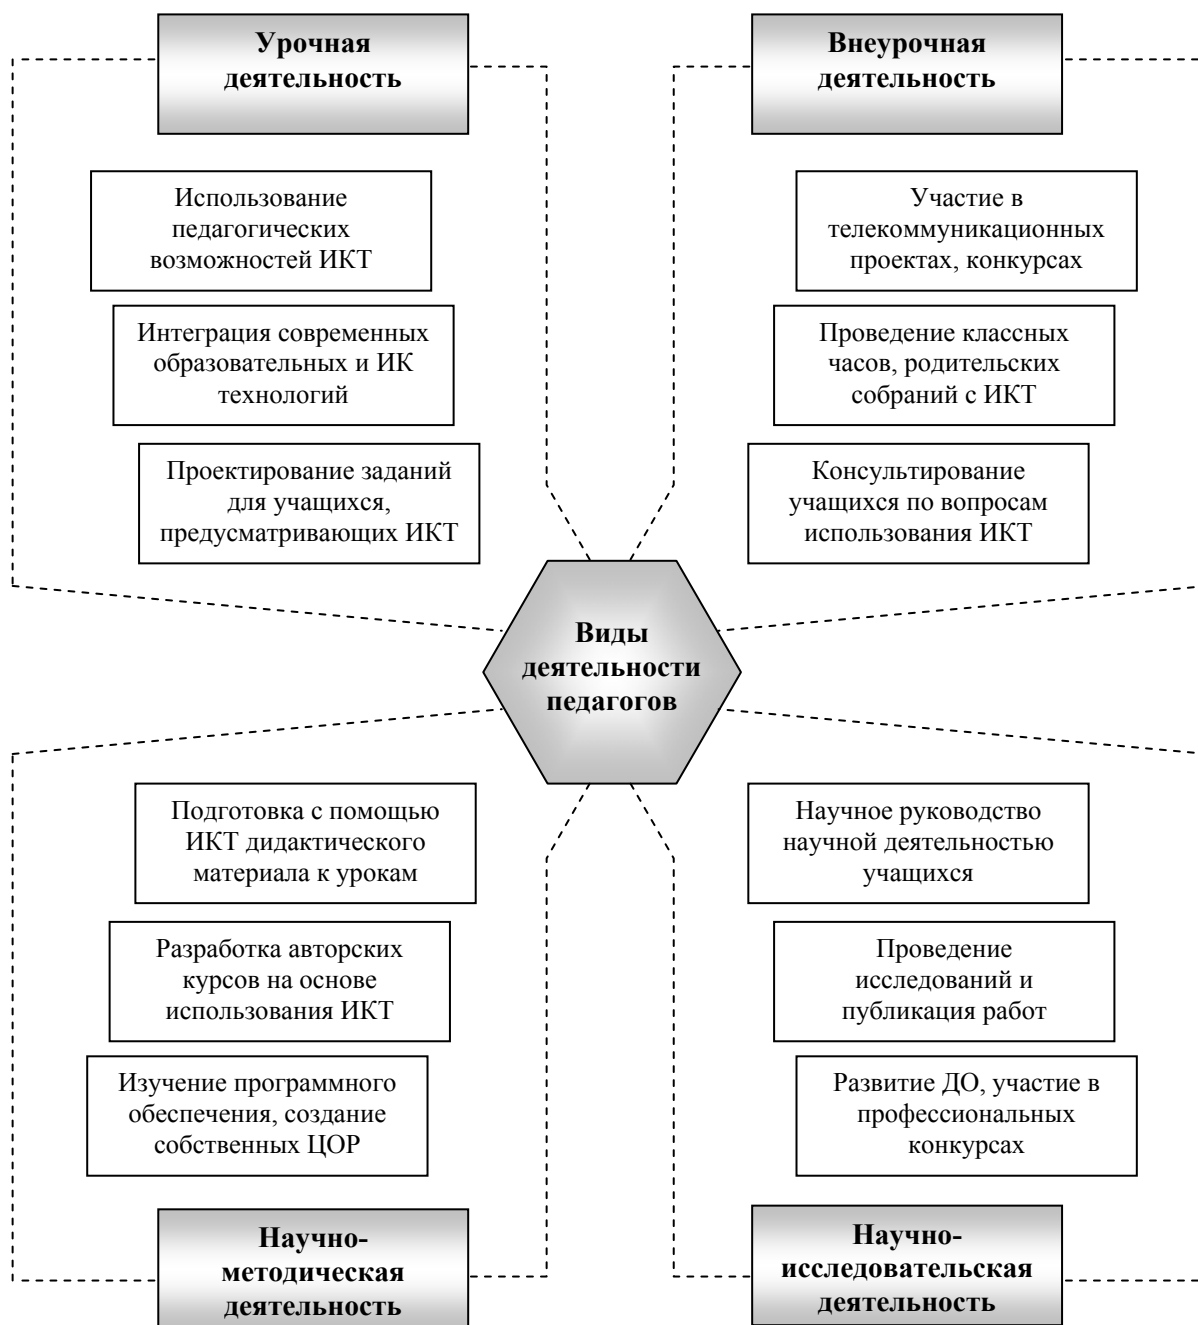 Урочная
деятельность
Внеурочная
деятельность
Использование
педагогических
возможностей ИКТ
Участие в
телекоммуникационных
проектах, конкурсах
Интеграция современных
образовательных и ИК
технологий
Проведение классных
часов, родительских
собраний с ИКТ
Проектирование заданий
для учащихся,
предусматривающих ИКТ
Консультирование
учащихся по вопросам
использования ИКТ
Виды
деятельности
педагогов
Подготовка с помощью
ИКТ дидактического
материала к урокам
Научное руководство
научной деятельностью
учащихся
Разработка авторских
курсов на основе
использования ИКТ
Проведение
исследований и
публикация работ
Изучение программного
обеспечения, создание
собственных ЦОР
Развитие ДО, участие в
профессиональных
конкурсах
Научно-
методическая
деятельность
Научно-
исследовательская
деятельность